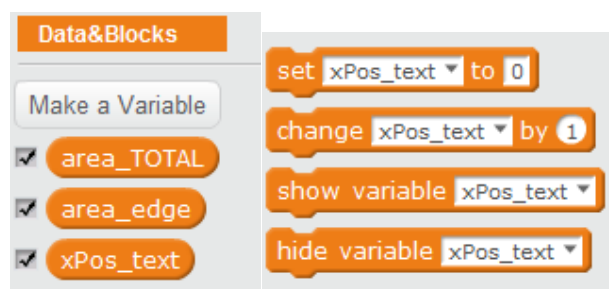 Data&Blocks
Make a Variable
area_TOTAL
area_edge
xPos_text
set xPos_text to 0
change xPos_text by 1
show variable xPos_text
hide variable xPos_text